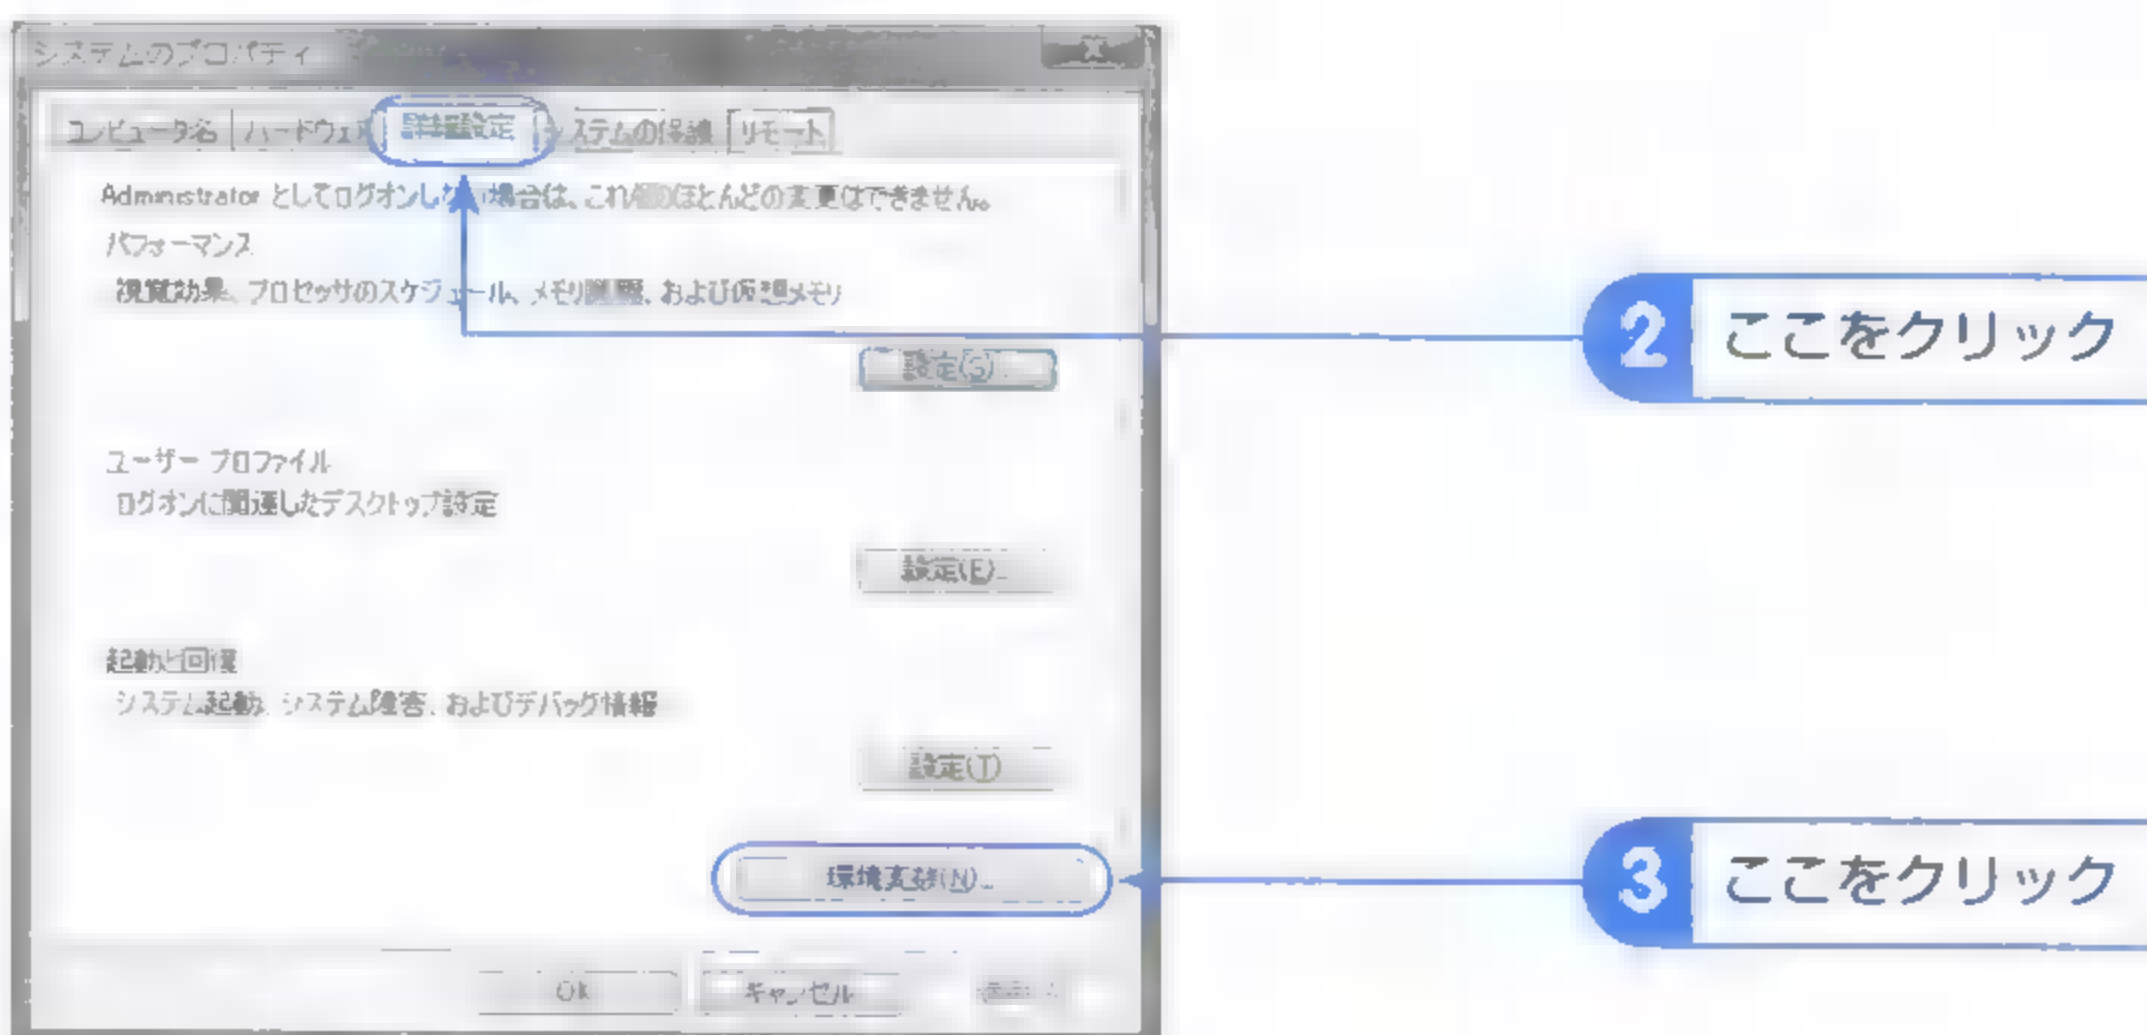 システムのプロパティ
コンピュータ名 ハードウェ 詳細設定 システムの保護 リモート
Administrator としてログオンしない場合は、これらのほとんどの変更はできません。
パフォーマンス
視覚効果、プロセッサのスケジュール、メモリ管理、および仮想メモリ
設定(S)...
2 ここをクリック
ユーザー プロファイル
ログオンに関連したデスクトップ設定
設定(E)...
起動と回復
システム起動、システム障害、およびデバッグ情報
設定(T)
環境変数(N)...
3 ここをクリック
OK キャンセル